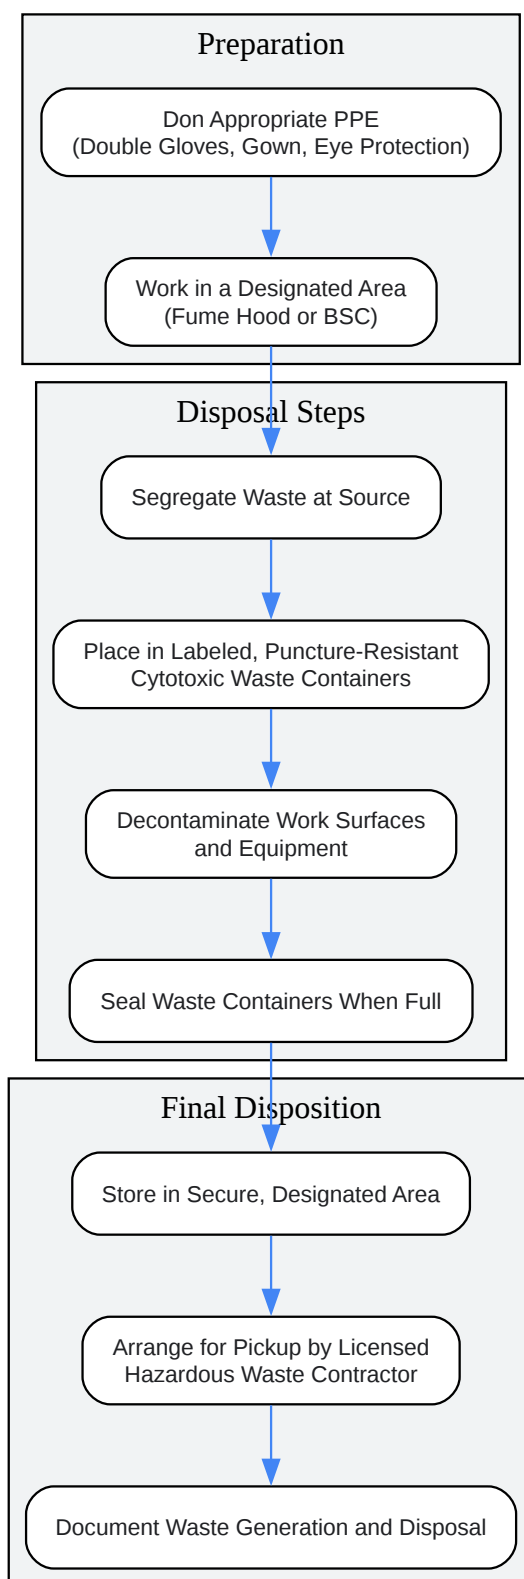 Preparation
Don Appropriate PPE
(Double Gloves, Gown, Eye Protection)
Work in a Designated Area
(Fume Hood or BSC)
Disposal Steps
Segregate Waste at Source
Place in Labeled, Puncture-Resistant
Cytotoxic Waste Containers
Decontaminate Work Surfaces
and Equipment
Seal Waste Containers When Full
Final Disposition
Store in Secure, Designated Area
Arrange for Pickup by Licensed
Hazardous Waste Contractor
Document Waste Generation and Disposal